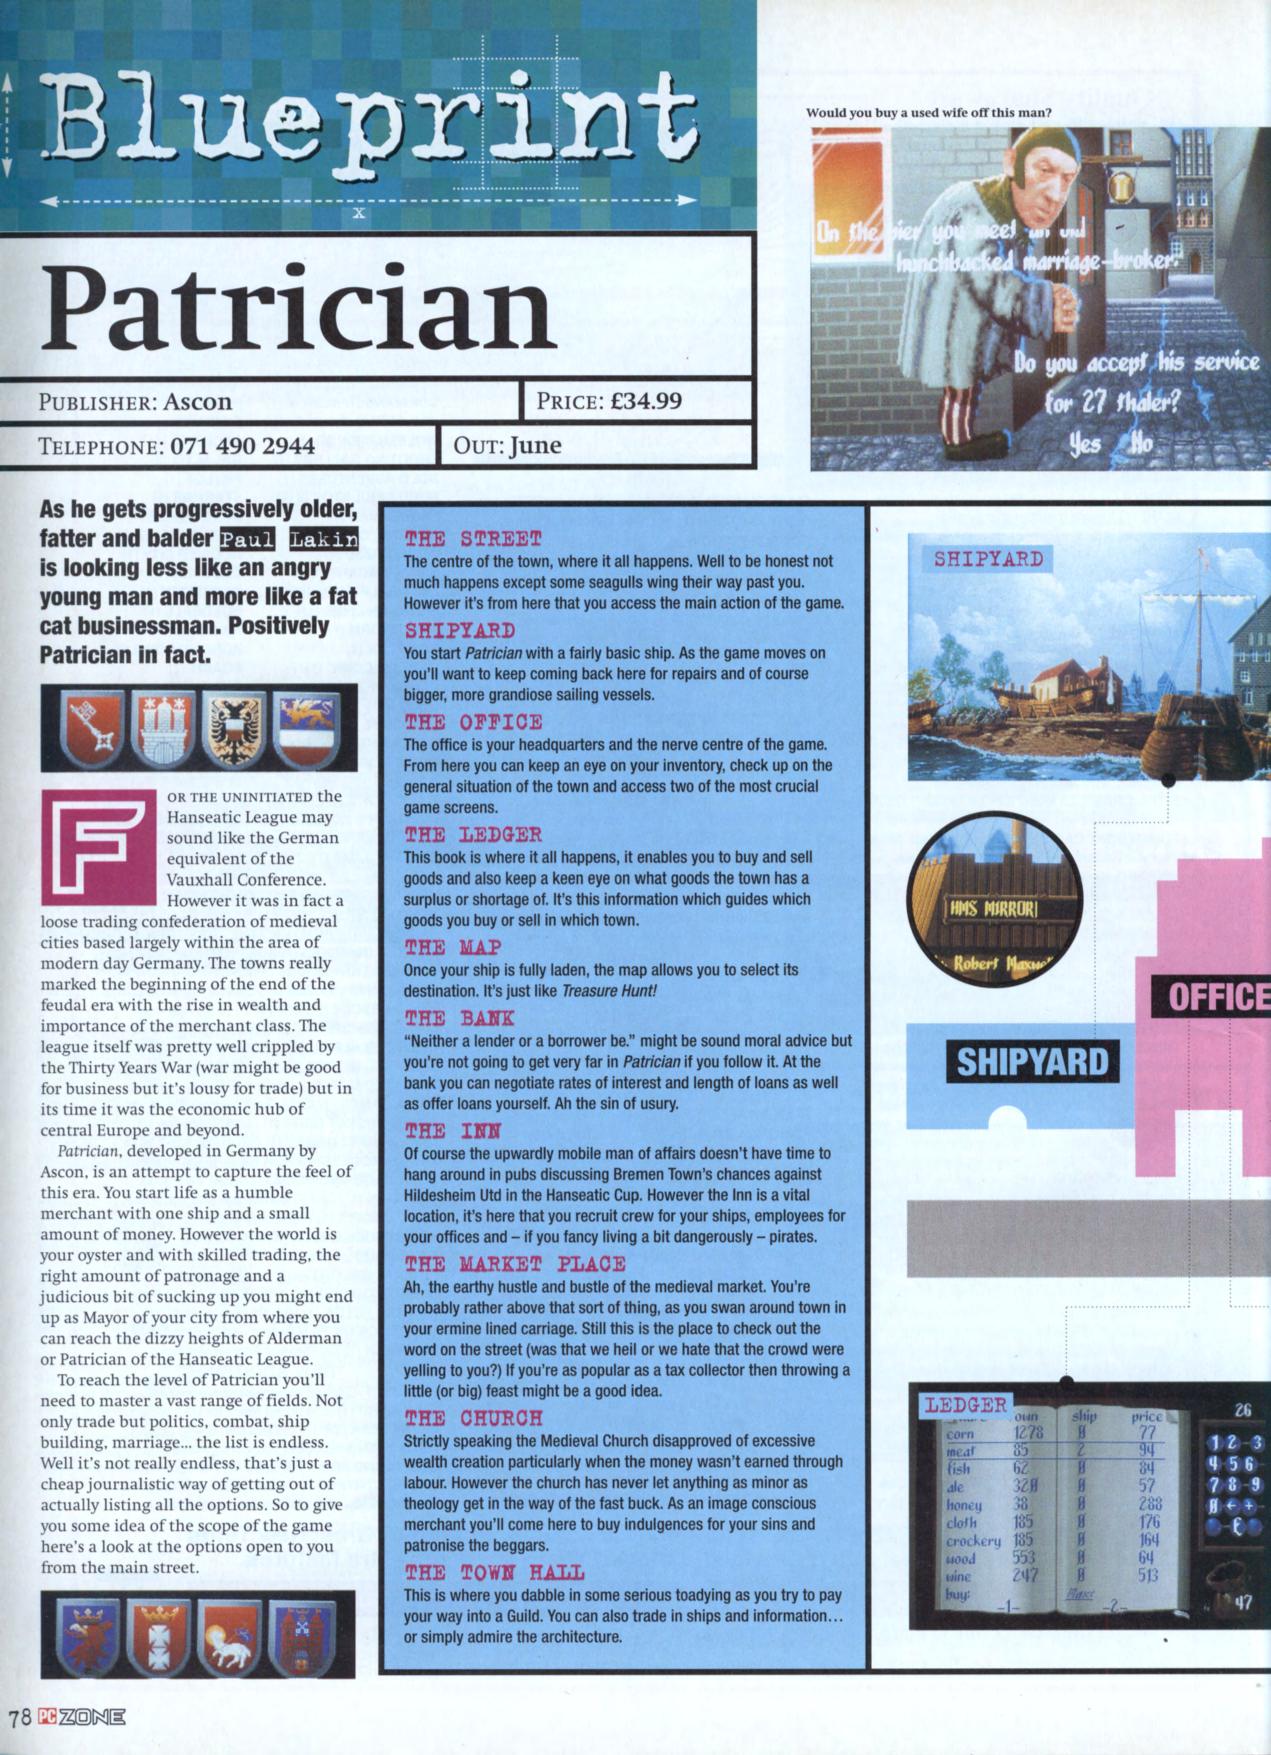 Blueprint
x
Patrician
PUBLISHER: Ascon
PRICE: £34.99
TELEPHONE: 071 490 2944
OUT: June
Would you buy a used wife off this man?
On the pier you meet an old
hunchbacked marriage-broker.
Do you accept his service
for 27 thaler?
Yes No
As he gets progressively older,
fatter and balder Paul Lakin
is looking less like an angry
young man and more like a fat
cat businessman. Positively
Patrician in fact.
FOR THE UNINITIATED the
Hanseatic League may
sound like the German
equivalent of the
Vauxhall Conference.
However it was in fact a
loose trading confederation of medieval
cities based largely within the area of
modern day Germany. The towns really
marked the beginning of the end of the
feudal era with the rise in wealth and
importance of the merchant class. The
league itself was pretty well crippled by
the Thirty Years War (war might be good
for business but it's lousy for trade) but in
its time it was the economic hub of
central Europe and beyond.
Patrician, developed in Germany by
Ascon, is an attempt to capture the feel of
this era. You start life as a humble
merchant with one ship and a small
amount of money. However the world is
your oyster and with skilled trading, the
right amount of patronage and a
judicious bit of sucking up you might end
up as Mayor of your city from where you
can reach the dizzy heights of Alderman
or Patrician of the Hanseatic League.
To reach the level of Patrician you'll
need to master a vast range of fields. Not
only trade but politics, combat, ship
building, marriage... the list is endless.
Well it's not really endless, that's just a
cheap journalistic way of getting out of
actually listing all the options. So to give
you some idea of the scope of the game
here's a look at the options open to you
from the main street.
THE STREET
The centre of the town, where it all happens. Well to be honest not
much happens except some seagulls wing their way past you.
However it's from here that you access the main action of the game.
SHIPYARD
You start Patrician with a fairly basic ship. As the game moves on
you'll want to keep coming back here for repairs and of course
bigger, more grandiose sailing vessels.
THE OFFICE
The office is your headquarters and the nerve centre of the game.
From here you can keep an eye on your inventory, check up on the
general situation of the town and access two of the most crucial
game screens.
THE LEDGER
This book is where it all happens, it enables you to buy and sell
goods and also keep a keen eye on what goods the town has a
surplus or shortage of. It's this information which guides which
goods you buy or sell in which town.
THE MAP
Once your ship is fully laden, the map allows you to select its
destination. It's just like Treasure Hunt!
THE BANK
“Neither a lender or a borrower be.” might be sound moral advice but
you're not going to get very far in Patrician if you follow it. At the
bank you can negotiate rates of interest and length of loans as well
as offer loans yourself. Ah the sin of usury.
THE INN
Of course the upwardly mobile man of affairs doesn't have time to
hang around in pubs discussing Bremen Town's chances against
Hildesheim Utd in the Hanseatic Cup. However the Inn is a vital
location, it's here that you recruit crew for your ships, employees for
your offices and – if you fancy living a bit dangerously – pirates.
THE MARKET PLACE
Ah, the earthy hustle and bustle of the medieval market. You're
probably rather above that sort of thing, as you swan around town in
your ermine lined carriage. Still this is the place to check out the
word on the street (was that we heil or we hate that the crowd were
yelling to you?) If you're as popular as a tax collector then throwing a
little (or big) feast might be a good idea.
THE CHURCH
Strictly speaking the Medieval Church disapproved of excessive
wealth creation particularly when the money wasn't earned through
labour. However the church has never let anything as minor as
theology get in the way of the fast buck. As an image conscious
merchant you'll come here to buy indulgences for your sins and
patronise the beggars.
THE TOWN HALL
This is where you dabble in some serious toadying as you try to pay
your way into a Guild. You can also trade in ships and information...
or simply admire the architecture.
SHIPYARD
HMS MIRROR
Robert Maxwe
OFFICE
SHIPYARD
LEDGER
town ship price
corn 1278 0 77
meat 85 2 94
fish 62 0 84
ale 320 0 57
honey 38 0 288
cloth 185 0 176
crockery 185 0 164
wood 553 0 64
wine 247 0 513
buy:
-1- -2-
26
1 2 - 3
4 5 6 -
7 8 - 9
0 ← + -
- £
47
78 PC ZONE